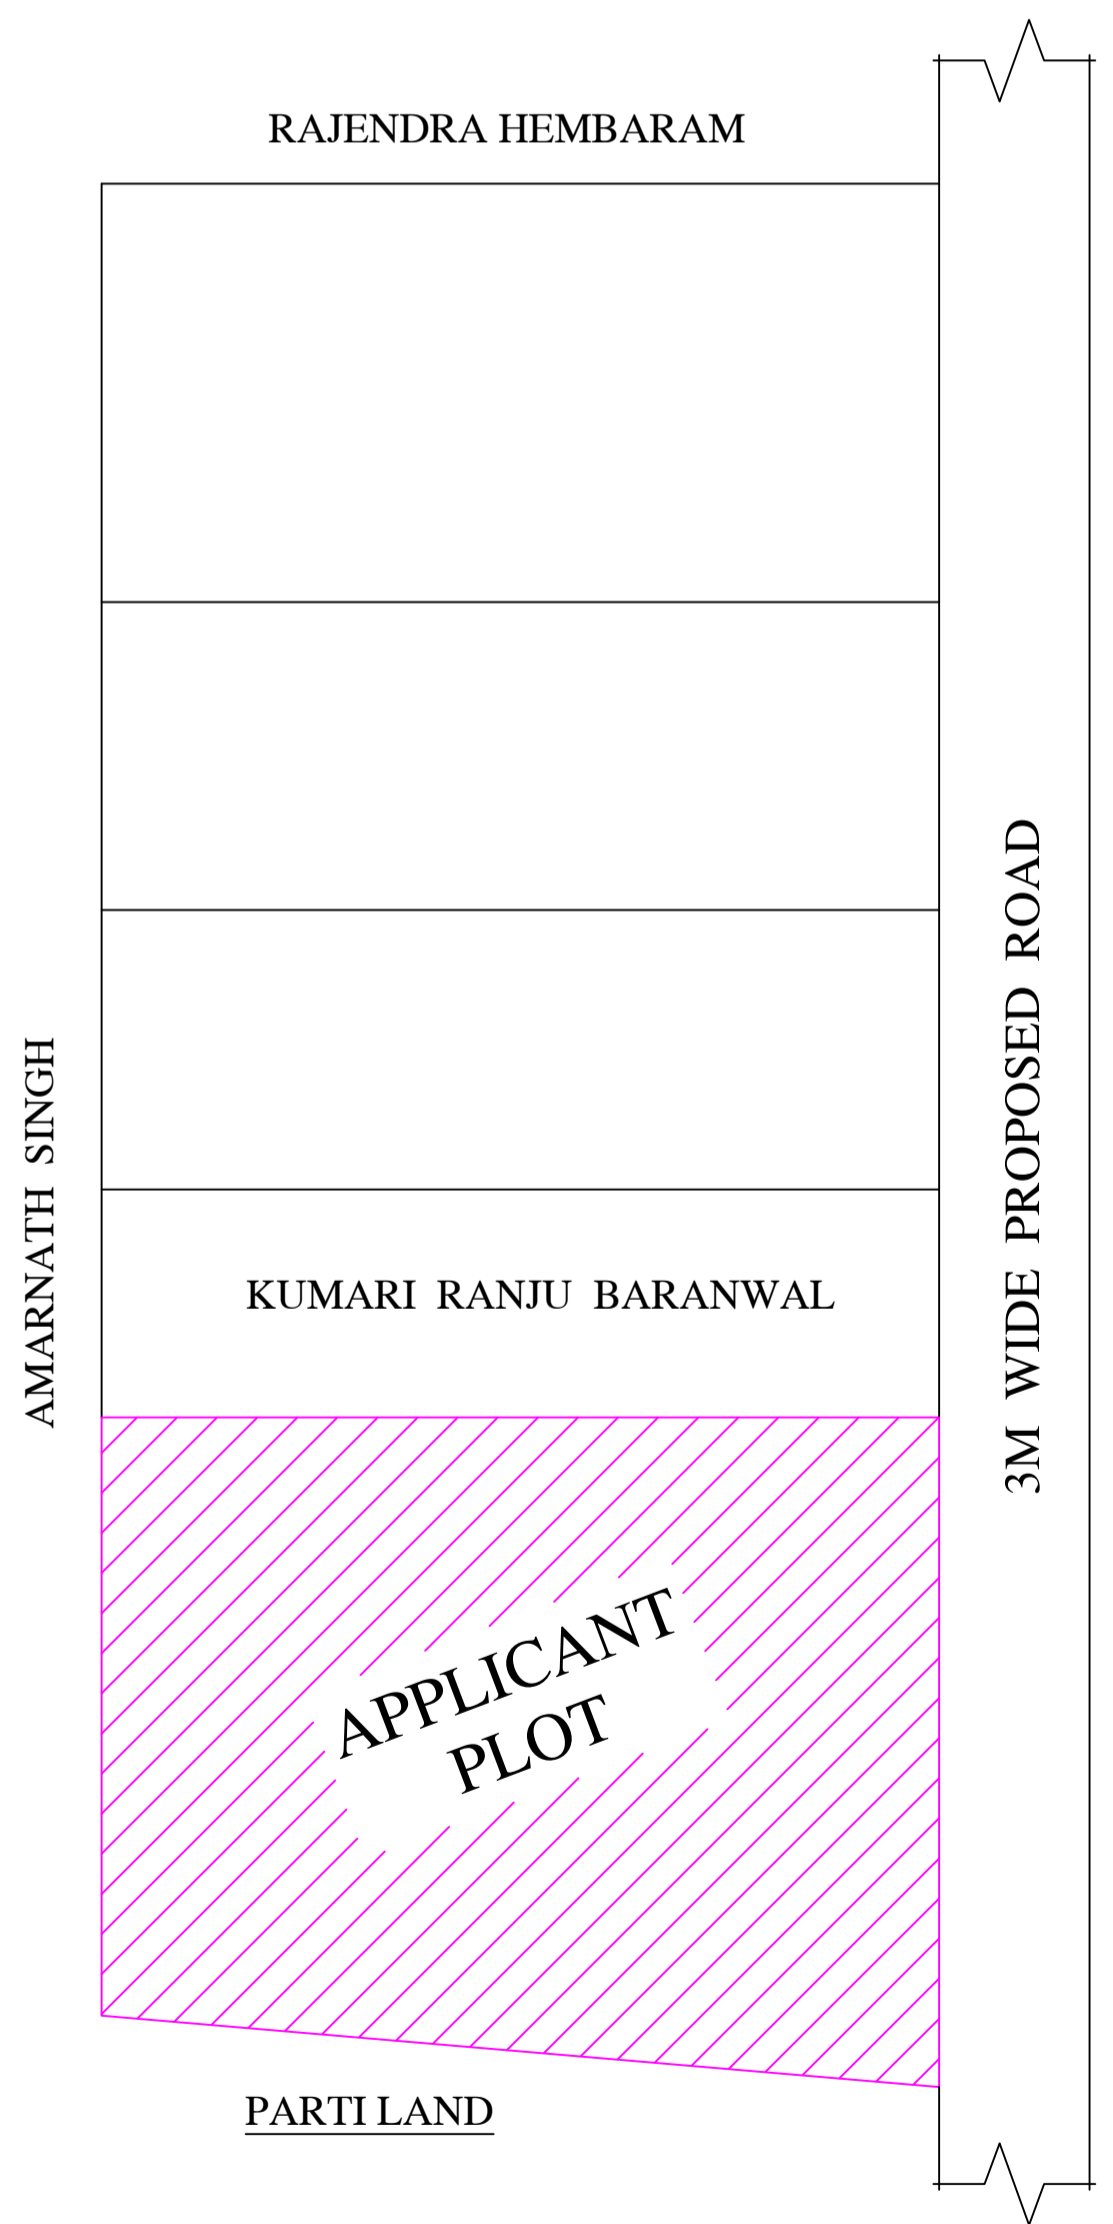 RAJENDRA HEMBARAM
AMARNATH SINGH
3M WIDE PROPOSED ROAD
KUMARI RANJU BARANWAL
APPLICANT
PLOT
PARTI LAND